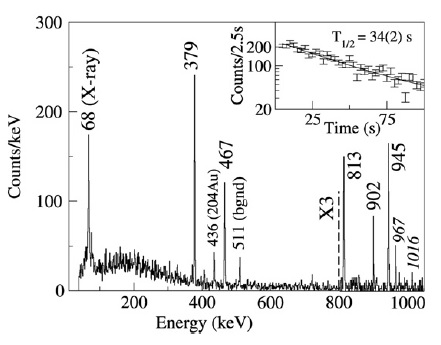 300
200
100
0
Counts/keV
68 (X-ray)
379
436 (204Au)
467
511 (bgnd)
X3
813
902
945
967
1016
200
100
20
Counts/2.5s
T1/2 = 34(2) s
25
75
Time (s)
200
400
600
800
1000
Energy (keV)